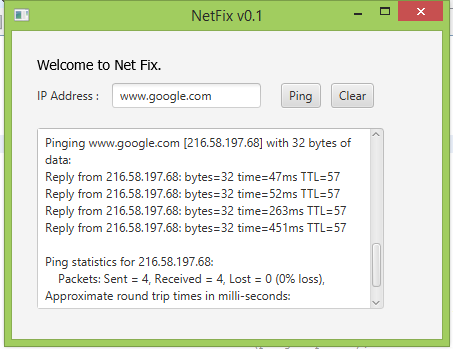 NetFix v0.1
Welcome to Net Fix.
IP Address : www.google.com Ping Clear
Pinging www.google.com [216.58.197.68] with 32 bytes of
data:
Reply from 216.58.197.68: bytes=32 time=47ms TTL=57
Reply from 216.58.197.68: bytes=32 time=52ms TTL=57
Reply from 216.58.197.68: bytes=32 time=263ms TTL=57
Reply from 216.58.197.68: bytes=32 time=451ms TTL=57
Ping statistics for 216.58.197.68:
Packets: Sent = 4, Received = 4, Lost = 0 (0% loss),
Approximate round trip times in milli-seconds: